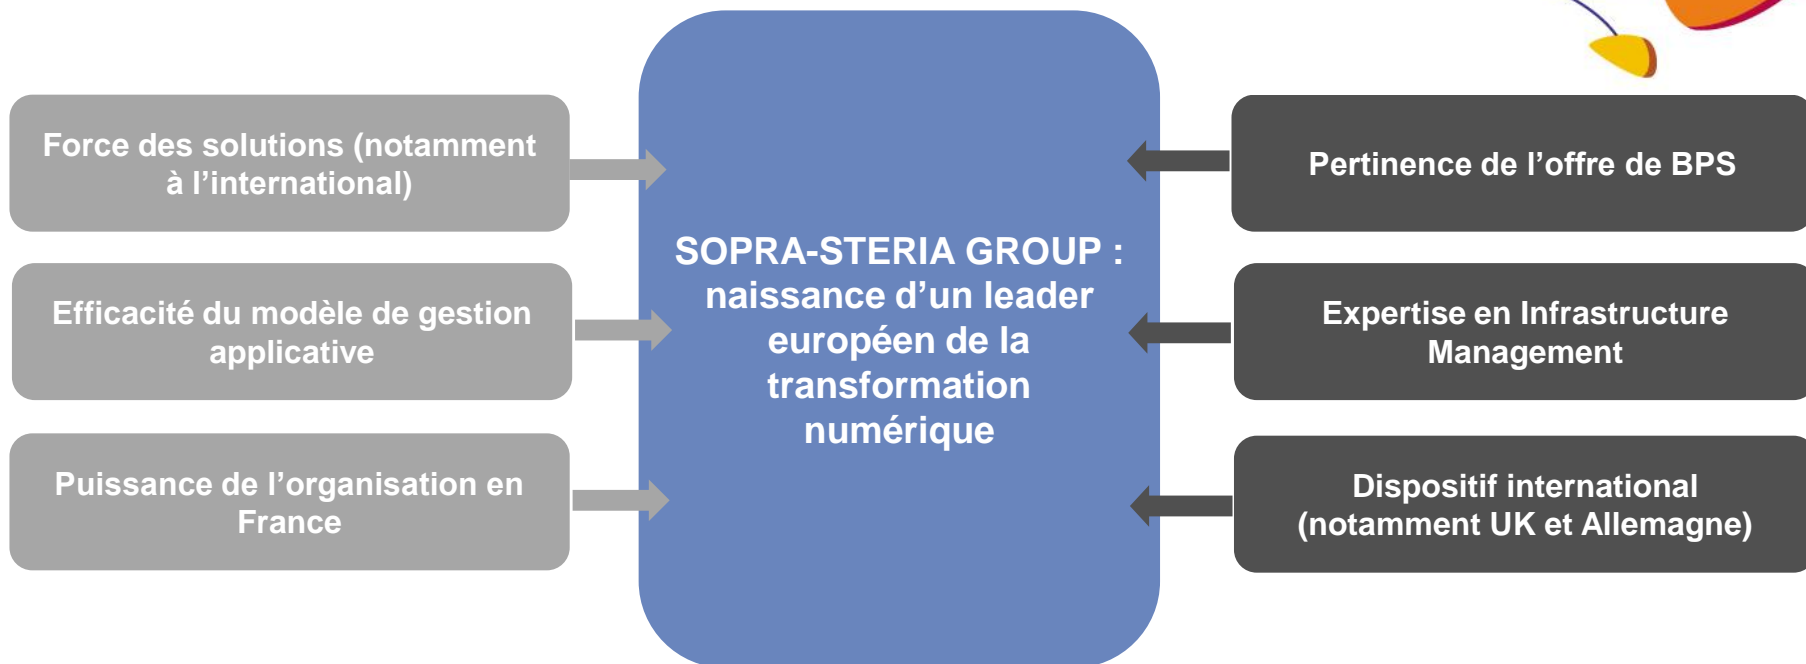 Force des solutions (notamment
à l’international)
Efficacité du modèle de gestion
applicative
Puissance de l’organisation en
France
SOPRA-STERIA GROUP :
naissance d’un leader
européen de la
transformation
numérique
Pertinence de l’offre de BPS
Expertise en Infrastructure
Management
Dispositif international
(notamment UK et Allemagne)